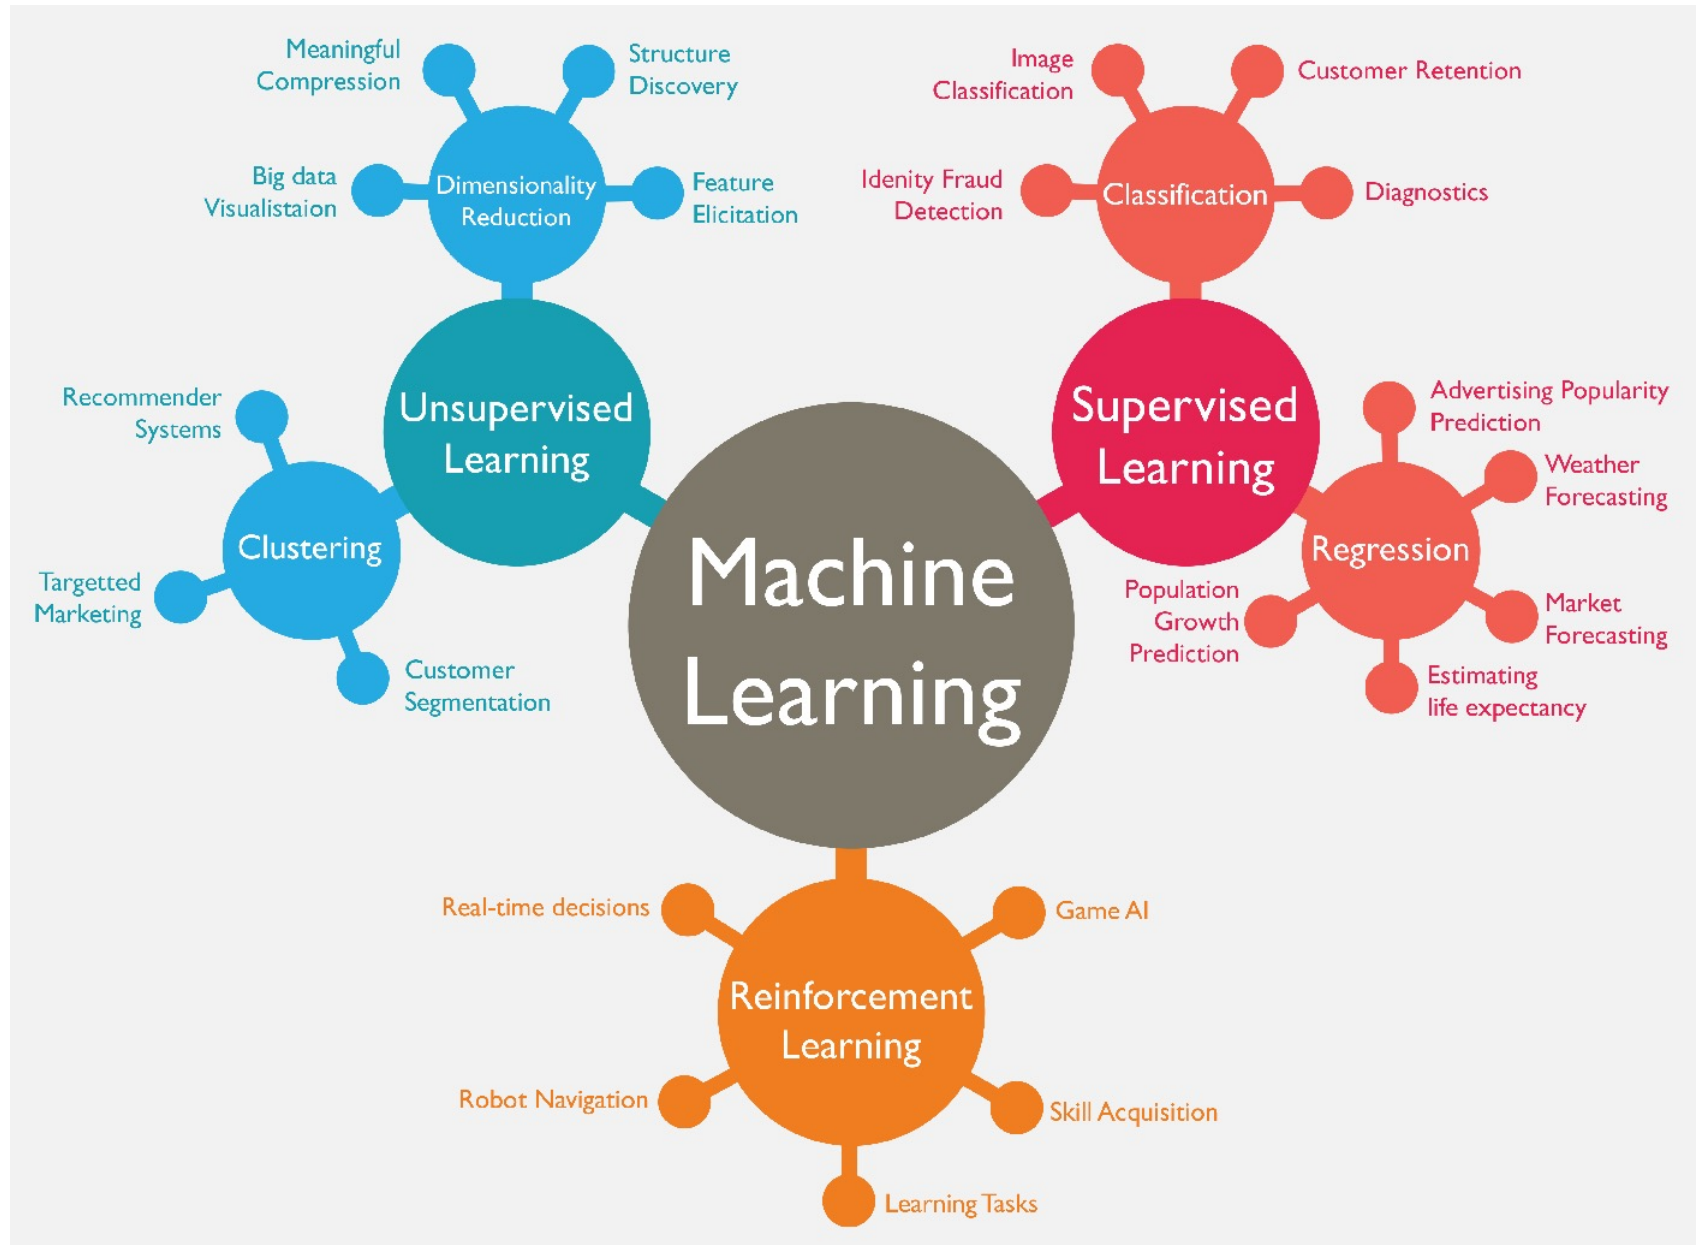 Meaningful
Compression
Structure
Discovery
Big data
Visualistaion
Dimensionality
Reduction
Feature
Elicitation
Image
Classification
Customer Retention
Idenity Fraud
Detection
Classification
Diagnostics
Unsupervised
Learning
Recommender
Systems
Clustering
Targetted
Marketing
Customer
Segmentation
Machine
Learning
Supervised
Learning
Advertising Popularity
Prediction
Weather
Forecasting
Regression
Population
Growth
Prediction
Market
Forecasting
Estimating
life expectancy
Real-time decisions
Game AI
Reinforcement
Learning
Robot Navigation
Skill Acquisition
Learning Tasks